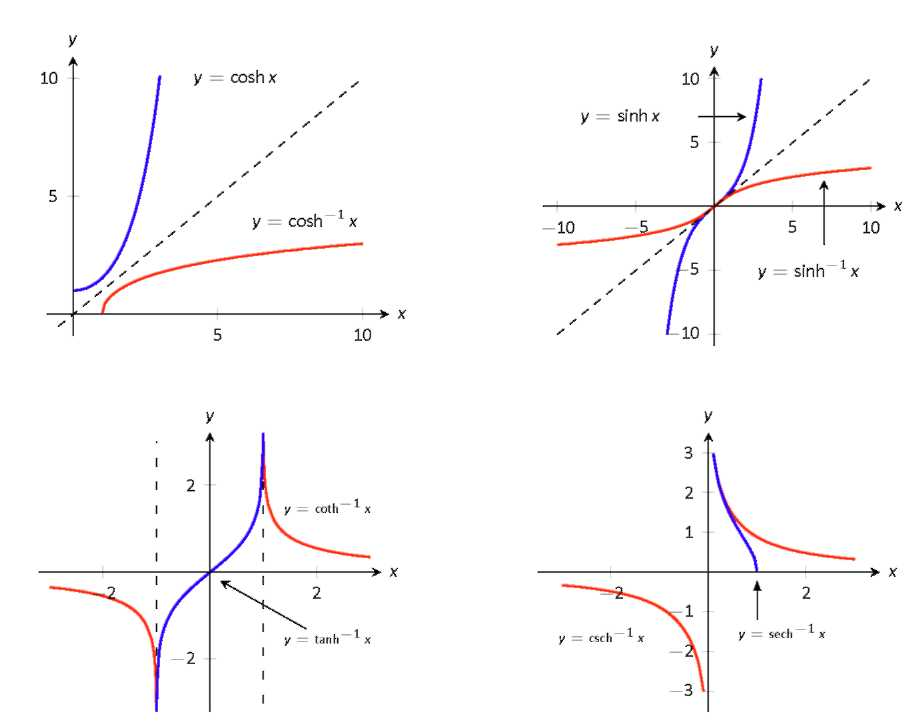 y
10
y = cosh x
5
y = cosh⁻¹ x
x
5
10
y
10
y = sinh x
5
x
−10
−5
5
10
−5
y = sinh⁻¹ x
−10
y
2
y = coth⁻¹ x
x
−2
2
y = tanh⁻¹ x
−2
y
3
2
1
x
−2
2
−1
y = csch⁻¹ x
y = sech⁻¹ x
−2
−3